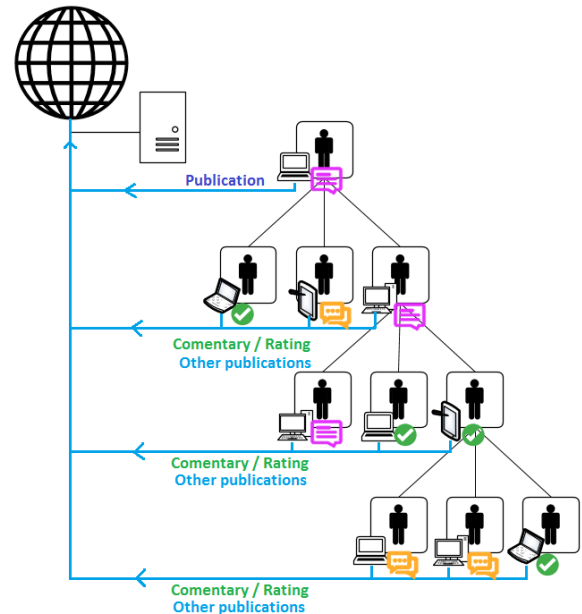 Publication
Comentary / Rating
Other publications
Comentary / Rating
Other publications
Comentary / Rating
Other publications